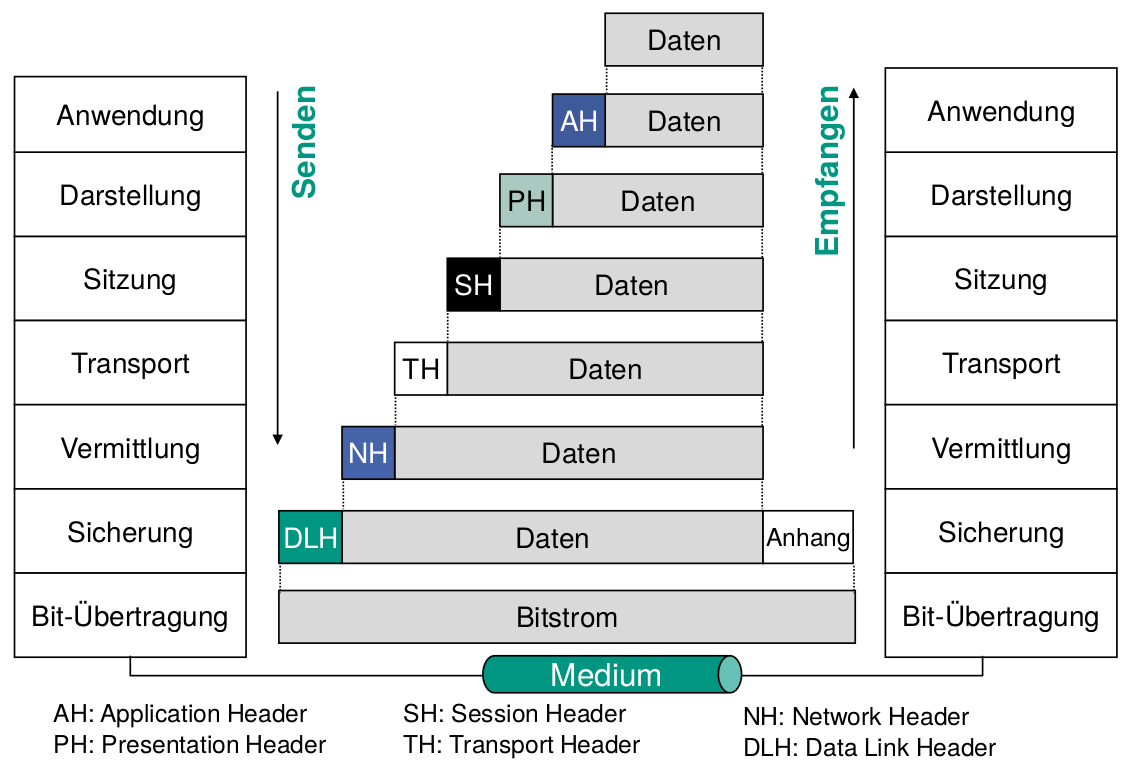 Daten
Anwendung
Senden
AH Daten
Empfangen
Anwendung
Darstellung
PH Daten
Darstellung
Sitzung
SH Daten
Sitzung
Transport
TH Daten
Transport
Vermittlung
NH Daten
Vermittlung
Sicherung
DLH Daten Anhang
Sicherung
Bit-Übertragung
Bitstrom
Bit-Übertragung
Medium
AH: Application Header
PH: Presentation Header
SH: Session Header
TH: Transport Header
NH: Network Header
DLH: Data Link Header